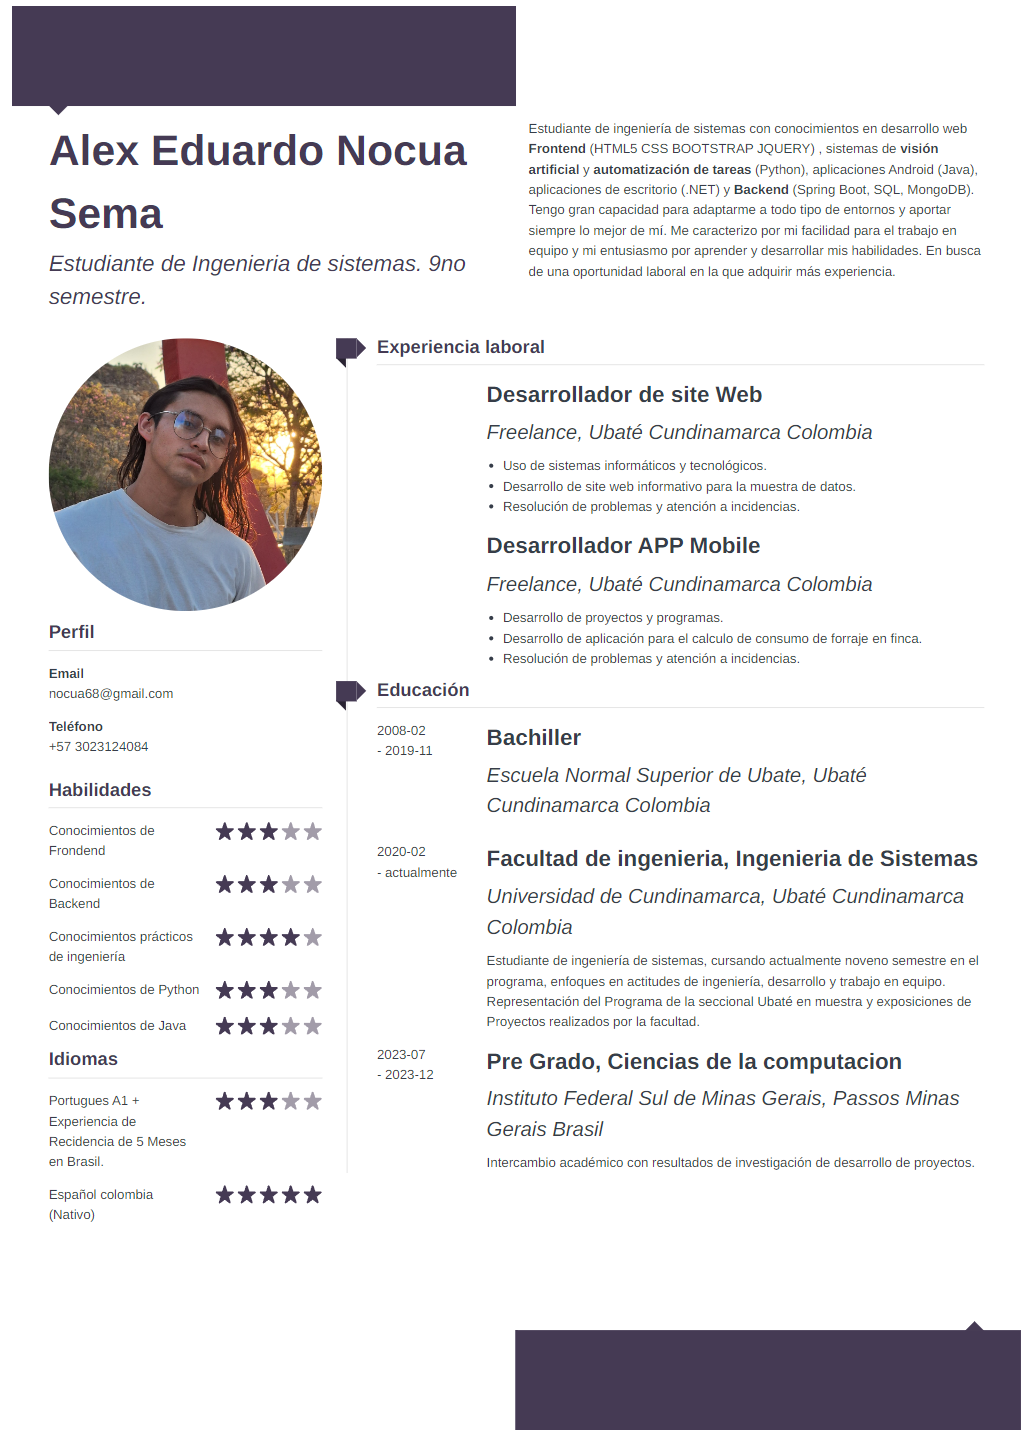 Alex Eduardo Nocua
Sema
Estudiante de Ingenieria de sistemas. 9no
semestre.
Estudiante de ingeniería de sistemas con conocimientos en desarrollo web
Frontend (HTML5 CSS BOOTSTRAP JQUERY) , sistemas de visión
artificial y automatización de tareas (Python), aplicaciones Android (Java),
aplicaciones de escritorio (.NET) y Backend (Spring Boot, SQL, MongoDB).
Tengo gran capacidad para adaptarme a todo tipo de entornos y aportar
siempre lo mejor de mí. Me caracterizo por mi facilidad para el trabajo en
equipo y mi entusiasmo por aprender y desarrollar mis habilidades. En busca
de una oportunidad laboral en la que adquirir más experiencia.
Perfil
Email
nocua68@gmail.com
Teléfono
+57 3023124084
Habilidades
Conocimientos de
Frondend
Conocimientos de
Backend
Conocimientos prácticos
de ingeniería
Conocimientos de Python
Conocimientos de Java
Idiomas
Portugues A1 +
Experiencia de
Recidencia de 5 Meses
en Brasil.
Español colombia
(Nativo)
Experiencia laboral
Desarrollador de site Web
Freelance, Ubaté Cundinamarca Colombia
• Uso de sistemas informáticos y tecnológicos.
• Desarrollo de site web informativo para la muestra de datos.
• Resolución de problemas y atención a incidencias.
Desarrollador APP Mobile
Freelance, Ubaté Cundinamarca Colombia
• Desarrollo de proyectos y programas.
• Desarrollo de aplicación para el calculo de consumo de forraje en finca.
• Resolución de problemas y atención a incidencias.
Educación
2008-02
- 2019-11
Bachiller
Escuela Normal Superior de Ubate, Ubaté
Cundinamarca Colombia
2020-02
- actualmente
Facultad de ingenieria, Ingenieria de Sistemas
Universidad de Cundinamarca, Ubaté Cundinamarca
Colombia
Estudiante de ingeniería de sistemas, cursando actualmente noveno semestre en el
programa, enfoques en actitudes de ingeniería, desarrollo y trabajo en equipo.
Representación del Programa de la seccional Ubaté en muestra y exposiciones de
Proyectos realizados por la facultad.
2023-07
- 2023-12
Pre Grado, Ciencias de la computacion
Instituto Federal Sul de Minas Gerais, Passos Minas
Gerais Brasil
Intercambio académico con resultados de investigación de desarrollo de proyectos.